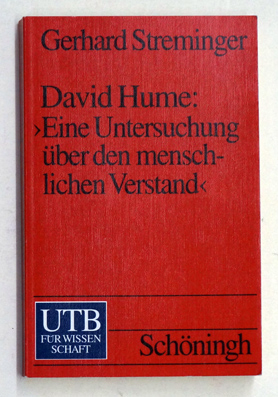 Gerhard Streminger
David Hume:
›Eine Untersuchung
über den mensch-
lichen Verstand‹
UTB
FÜR WISSEN
SCHAFT
Schöningh